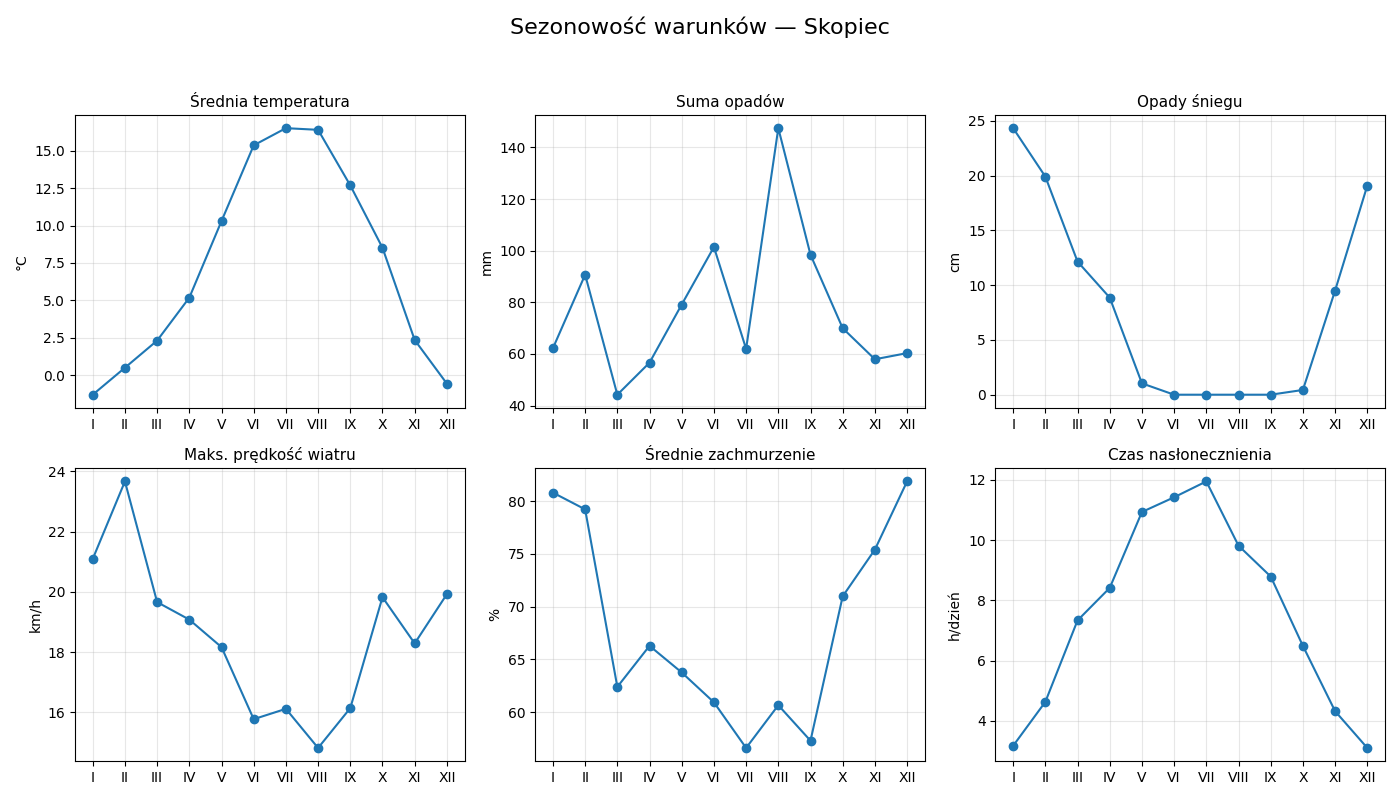 Sezonowość warunków — Skopiec
Średnia temperatura
°C
15.0
12.5
10.0
7.5
5.0
2.5
0.0
I II III IV V VI VII VIII IX X XI XII
Suma opadów
mm
140
120
100
80
60
40
I II III IV V VI VII VIII IX X XI XII
Opady śniegu
cm
25
20
15
10
5
0
I II III IV V VI VII VIII IX X XI XII
Maks. prędkość wiatru
km/h
24
22
20
18
16
I II III IV V VI VII VIII IX X XI XII
Średnie zachmurzenie
%
80
75
70
65
60
I II III IV V VI VII VIII IX X XI XII
Czas nasłonecznienia
h/dzień
12
10
8
6
4
I II III IV V VI VII VIII IX X XI XII